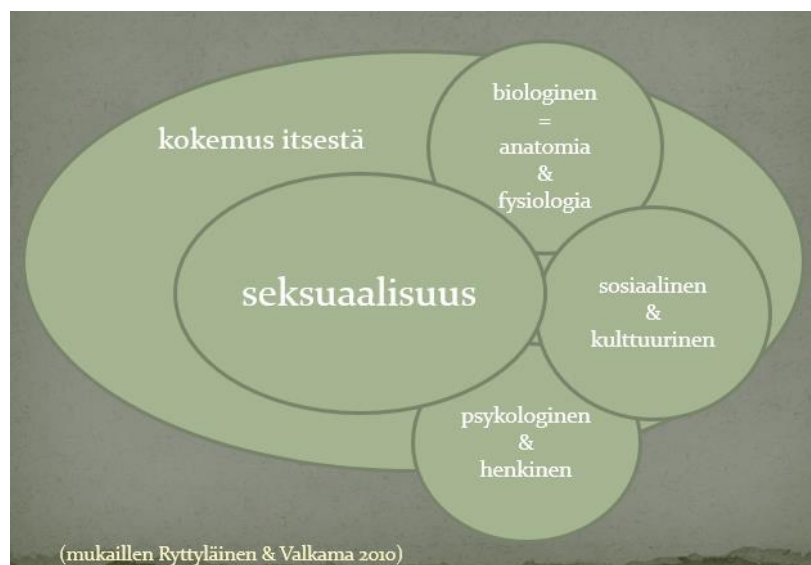 kokemus itsestä
biologinen
=
anatomia
&
fysiologia
seksuaalisuus
sosiaalinen
&
kulttuurinen
psykologinen
&
henkinen
(mukaillen Ryttyläinen & Valkama 2010)